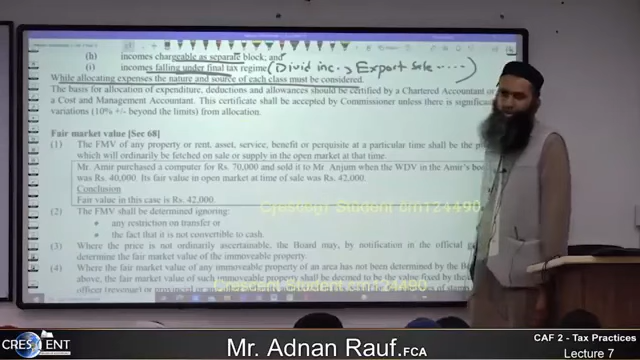 (h) incomes chargeable as separate block; and
(i) incomes falling under final tax regime (Divid inc., Export sale .....)
While allocating expenses the nature and source of each class must be considered.
The basis for allocation of expenditure, deductions and allowances should be certified by a Chartered Accountant or
a Cost and Management Accountant. This certificate shall be accepted by Commissioner unless there is significant
variations (10% +/- beyond the limits) from allocation.
Fair market value [Sec 68]
(1) The FMV of any property or rent, asset, service, benefit or perquisite at a particular time shall be the
which will ordinarily be fetched on sale or supply in the open market at that time.
Mr. Amir purchased a computer for Rs. 70,000 and sold it to Mr. Anjum when the WDV in the Amir's
was Rs. 40,000. Its fair value in open market at time of sale was Rs. 42,000.
Conclusion
Fair value in this case is Rs. 42,000.
(2) The FMV shall be determined ignoring:
any restriction on transfer or
the fact that it is not convertible to cash.
(3) Where the price is not ordinarily ascertainable, the Board may, by notification in the official
determine the fair market value of the immoveable property.
(4) Where the fair market value of any immoveable property of an area has not been determined by the
above, the fair market value of such immoveable property shall be deemed to be the value fixed by the
officer (revenue) or provincial or
of stamp
CRESCENT
Mr. Adnan Rauf.FCA
CAF 2 - Tax Practices
Lecture 7